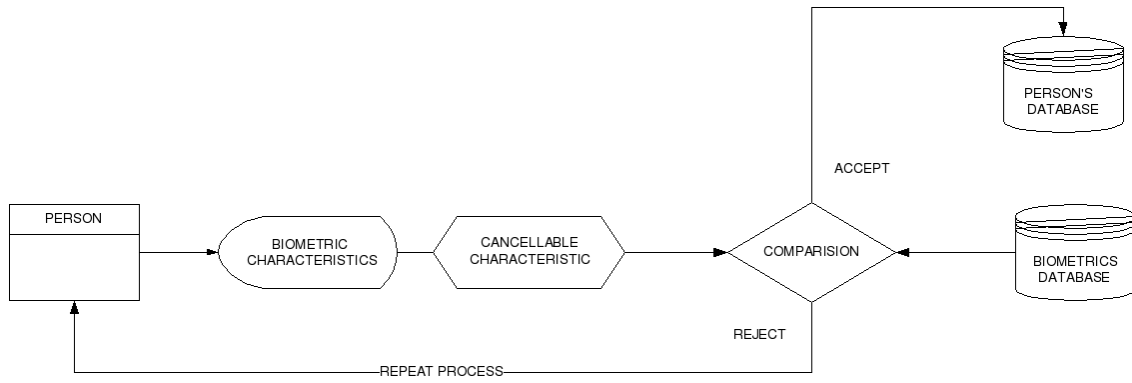 PERSON'S
DATABASE
ACCEPT
PERSON
BIOMETRIC
CHARACTERISTICS
CANCELLABLE
CHARACTERISTIC
COMPARISION
BIOMETRICS
DATABASE
REJECT
REPEAT PROCESS